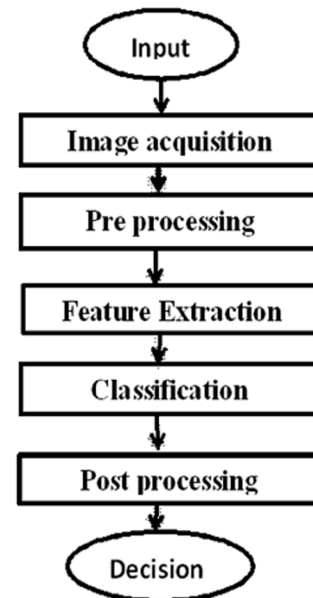 Input
Image acquisition
Pre processing
Feature Extraction
Classification
Post processing
Decision